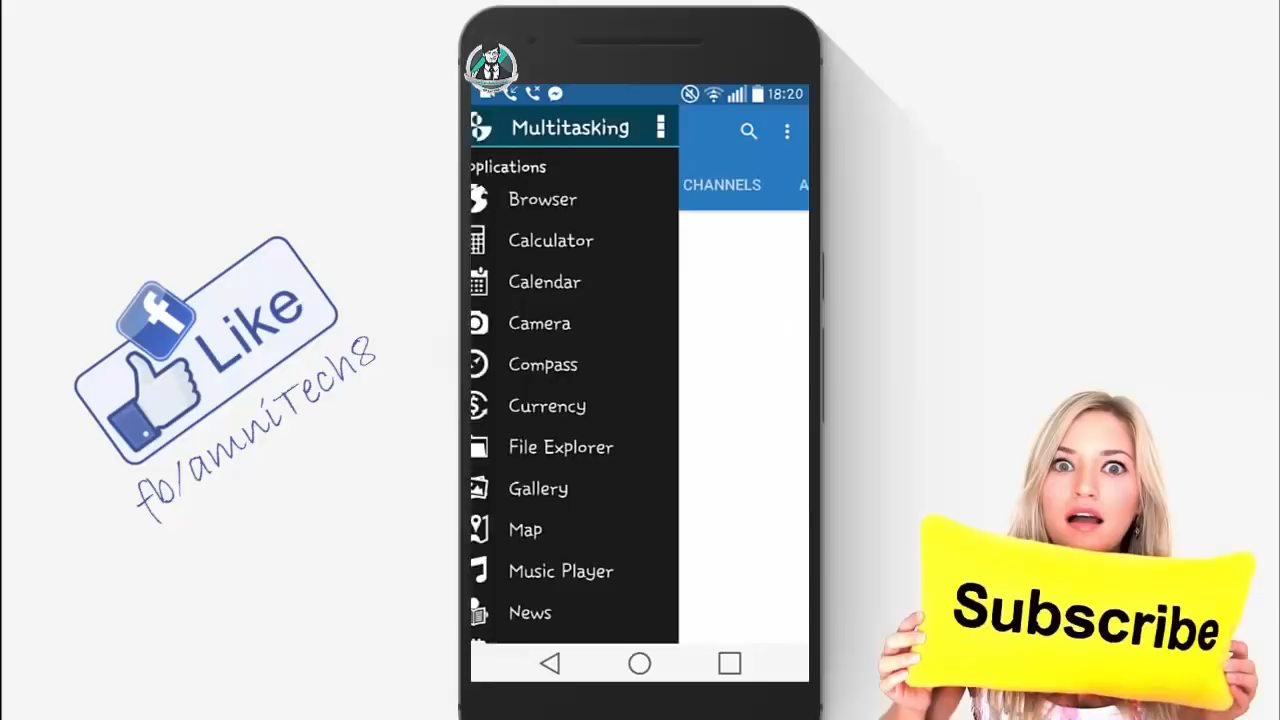 18:20
Multitasking
pplications
CHANNELS
A
Browser
Calculator
Calendar
Camera
Compass
Currency
File Explorer
Gallery
Map
Music Player
News
f
Like
fb/amniTech8
Subscribe